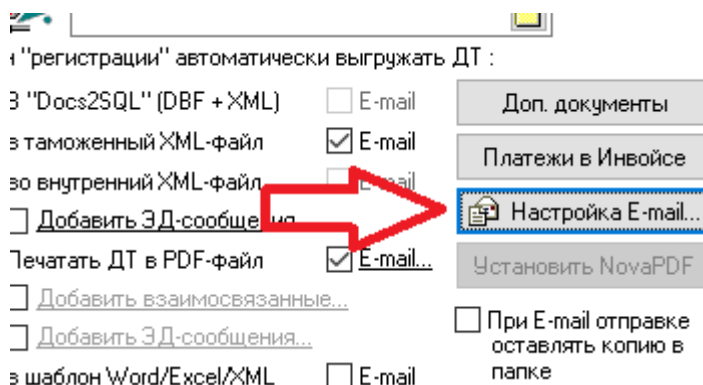 "регистрации" автоматически выгружать ДТ :
"Docs2SQL" (DBF + XML) E-mail Доп. документы
в таможенный XML-файл E-mail
Платежи в Инвойсе
во внутренний XML-файл E-mail
Настройка E-mail...
Добавить ЭД-сообщения
Печатать ДТ в PDF-файл E-mail...
Установить NovaPDF
Добавить взаимосвязанные...
Добавить ЭД-сообщения...
При E-mail отправке
оставлять копию в
папке
в шаблон Word/Excel/XML E-mail